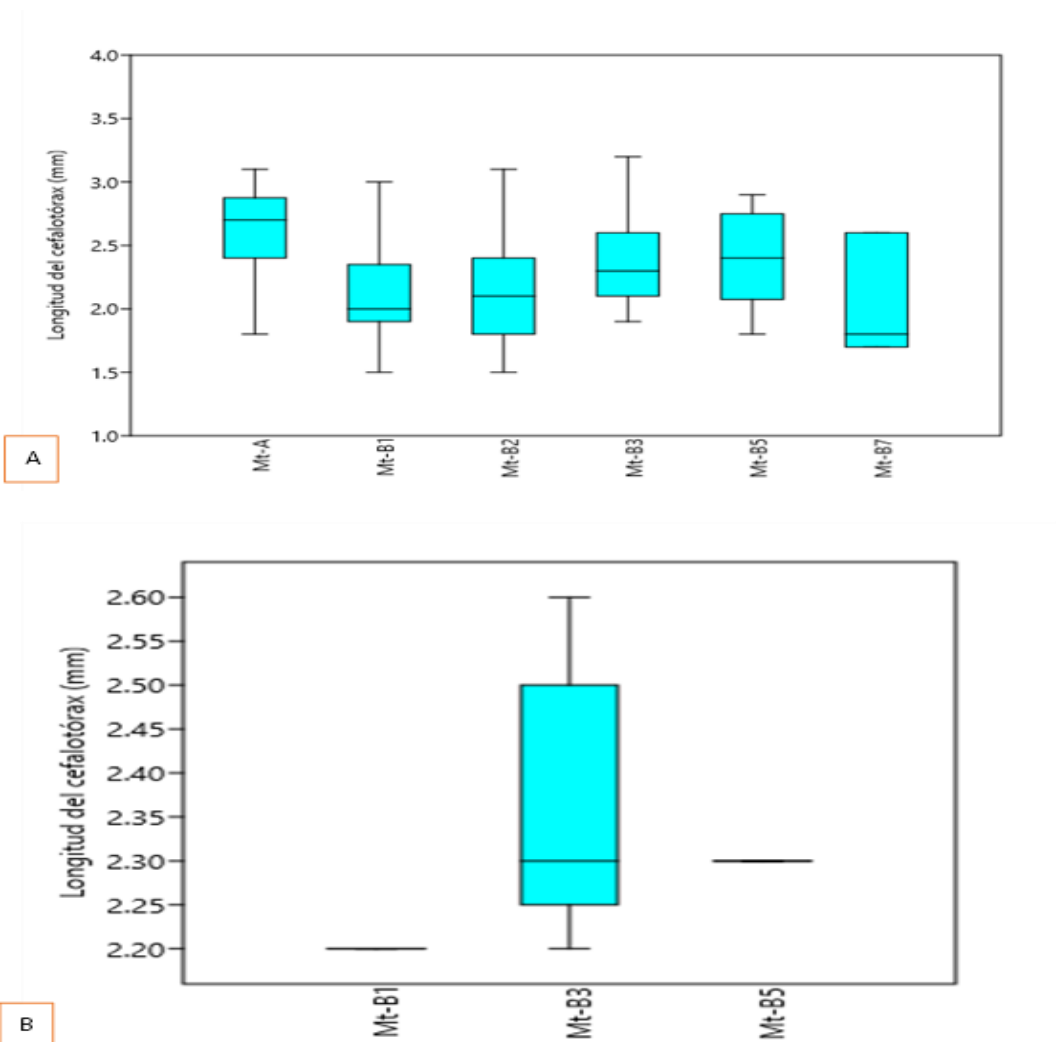 4.0
3.5
3.0
2.5
2.0
1.5
1.0
Longitud del cefalotórax (mm)
Mt-A Mt-B1 Mt-B2 Mt-B3 Mt-B5 Mt-B7
A
2.60
2.55
2.50
2.45
2.40
2.35
2.30
2.25
2.20
Longitud del cefalotórax (mm)
Mt-B1 Mt-B3 Mt-B5
B